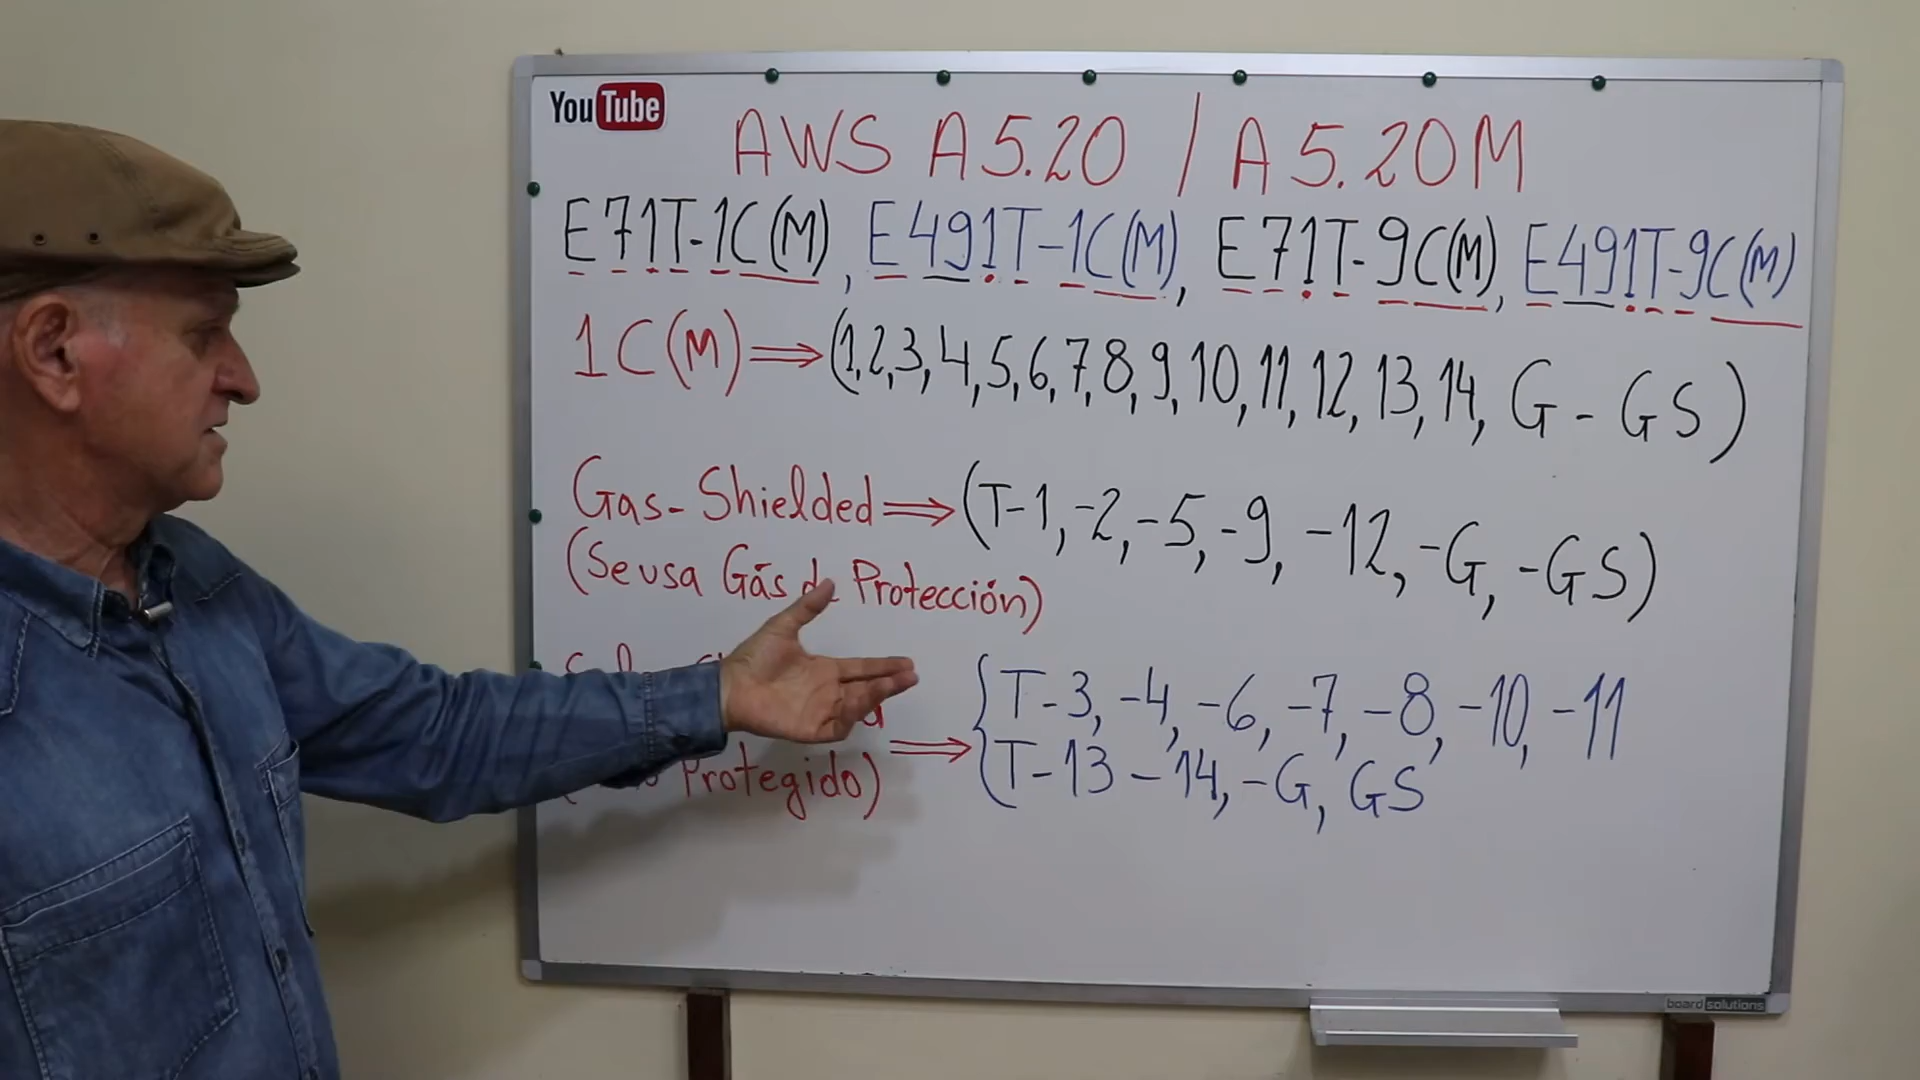 YouTube
AWS A5.20 / A5.20M
E71T-1C(M), E491T-1C(M), E71T-9C(M), E491T-9C(M)
1C(M) ⇒ (1,2,3,4,5,6,7,8,9,10,11,12,13,14, G - GS)
Gas-Shielded ⇒ (T-1, -2, -5, -9, -12, -G, -GS)
(Se usa Gás de Protección)
⇒ { T-3, -4, -6, -7, -8, -10, -11
T-13 - 14, -G, GS
Protegido)
board solutions